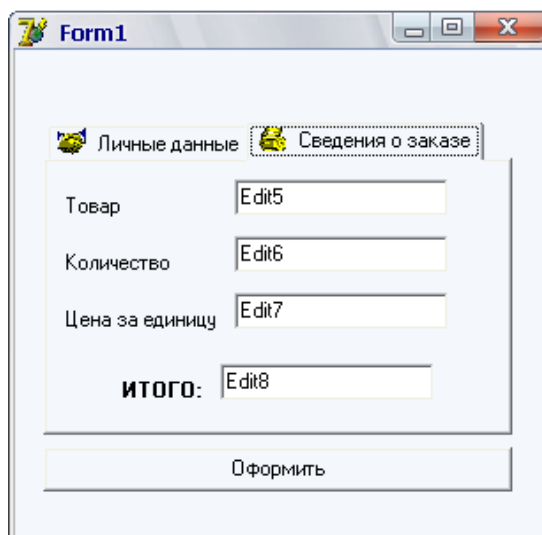 Form1
Личные данные Сведения о заказе
Товар Edit5
Количество Edit6
Цена за единицу Edit7
ИТОГО: Edit8
Оформить